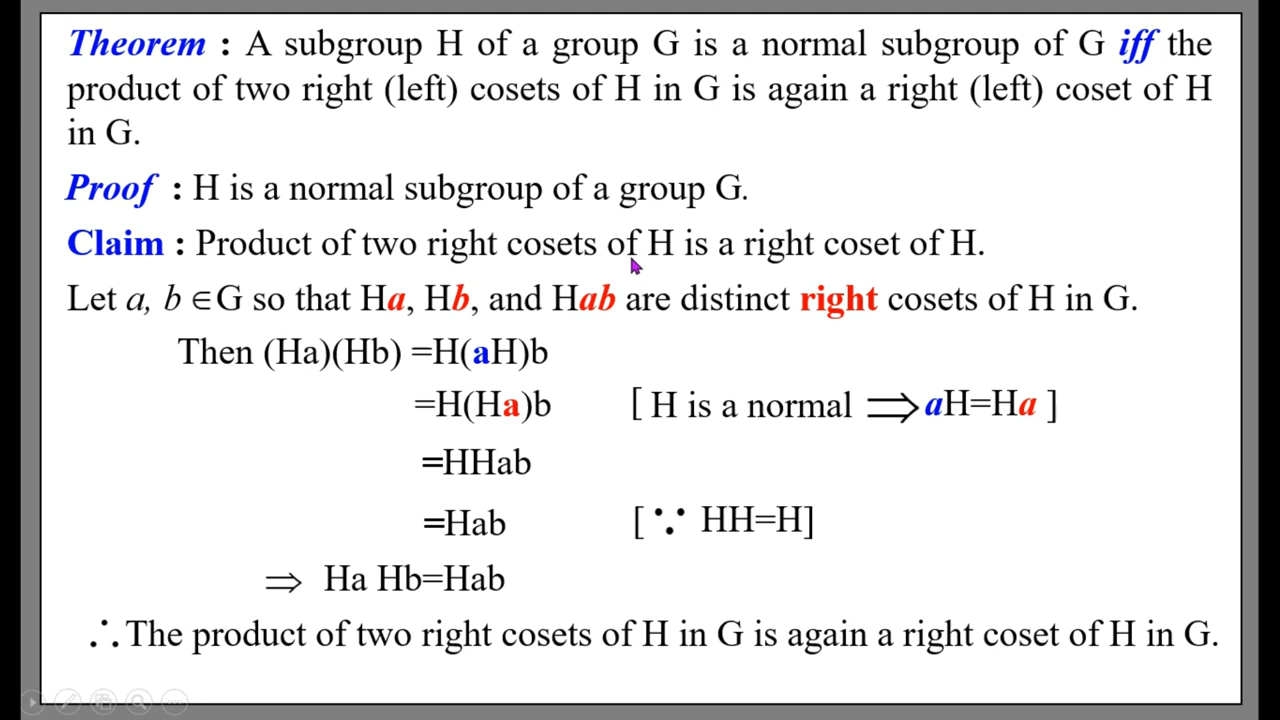 Theorem : A subgroup H of a group G is a normal subgroup of G iff the
product of two right (left) cosets of H in G is again a right (left) coset of H
in G.
Proof : H is a normal subgroup of a group G.
Claim : Product of two right cosets of H is a right coset of H.
Let a, b ∈G so that Ha, Hb, and Hab are distinct right cosets of H in G.
Then (Ha)(Hb) =H(aH)b
=H(Ha)b [ H is a normal ⟹ aH=Ha ]
=HHab
=Hab [ ∵ HH=H]
⇒ Ha Hb=Hab
∴The product of two right cosets of H in G is again a right coset of H in G.